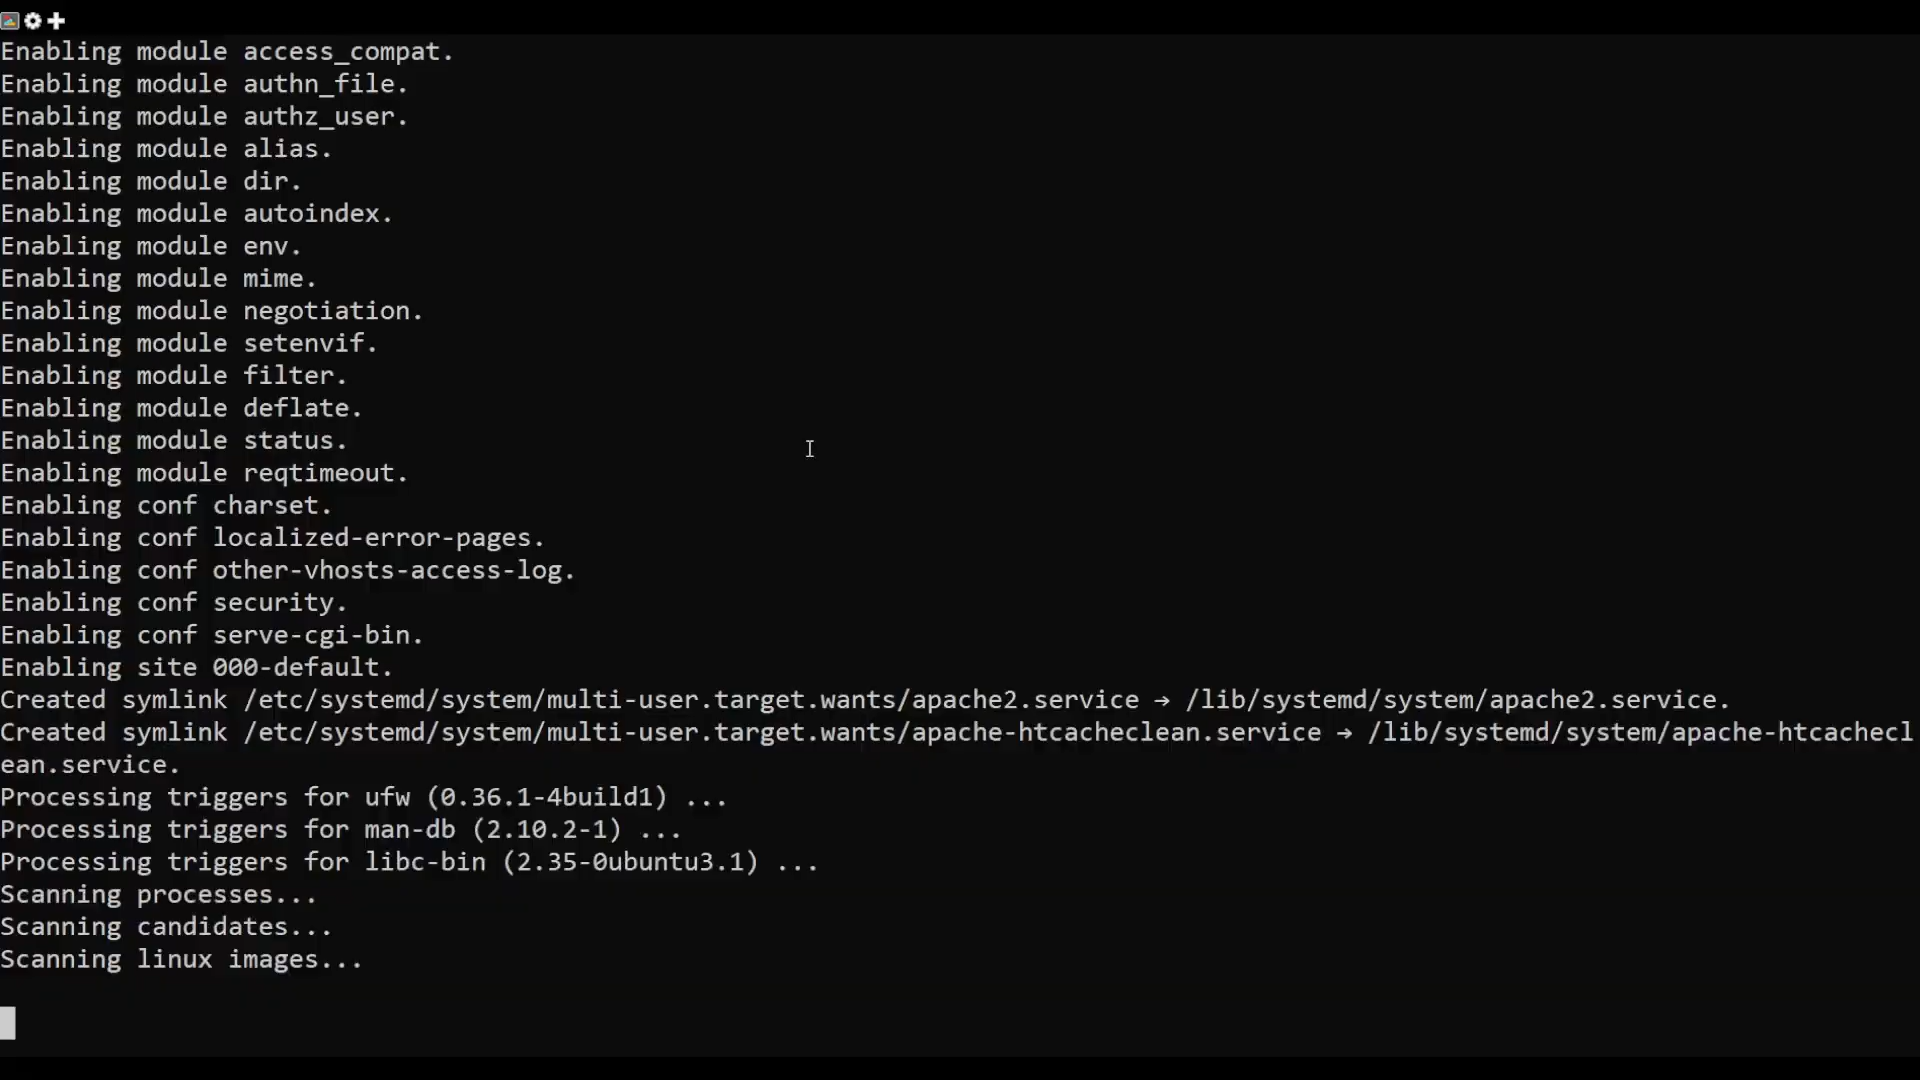 Enabling module access_compat.
Enabling module authn_file.
Enabling module authz_user.
Enabling module alias.
Enabling module dir.
Enabling module autoindex.
Enabling module env.
Enabling module mime.
Enabling module negotiation.
Enabling module setenvif.
Enabling module filter.
Enabling module deflate.
Enabling module status.
Enabling module reqtimeout.
Enabling conf charset.
Enabling conf localized-error-pages.
Enabling conf other-vhosts-access-log.
Enabling conf security.
Enabling conf serve-cgi-bin.
Enabling site 000-default.
Created symlink /etc/systemd/system/multi-user.target.wants/apache2.service → /lib/systemd/system/apache2.service.
Created symlink /etc/systemd/system/multi-user.target.wants/apache-htcacheclean.service → /lib/systemd/system/apache-htcachecl
ean.service.
Processing triggers for ufw (0.36.1-4build1) ...
Processing triggers for man-db (2.10.2-1) ...
Processing triggers for libc-bin (2.35-0ubuntu3.1) ...
Scanning processes...
Scanning candidates...
Scanning linux images...